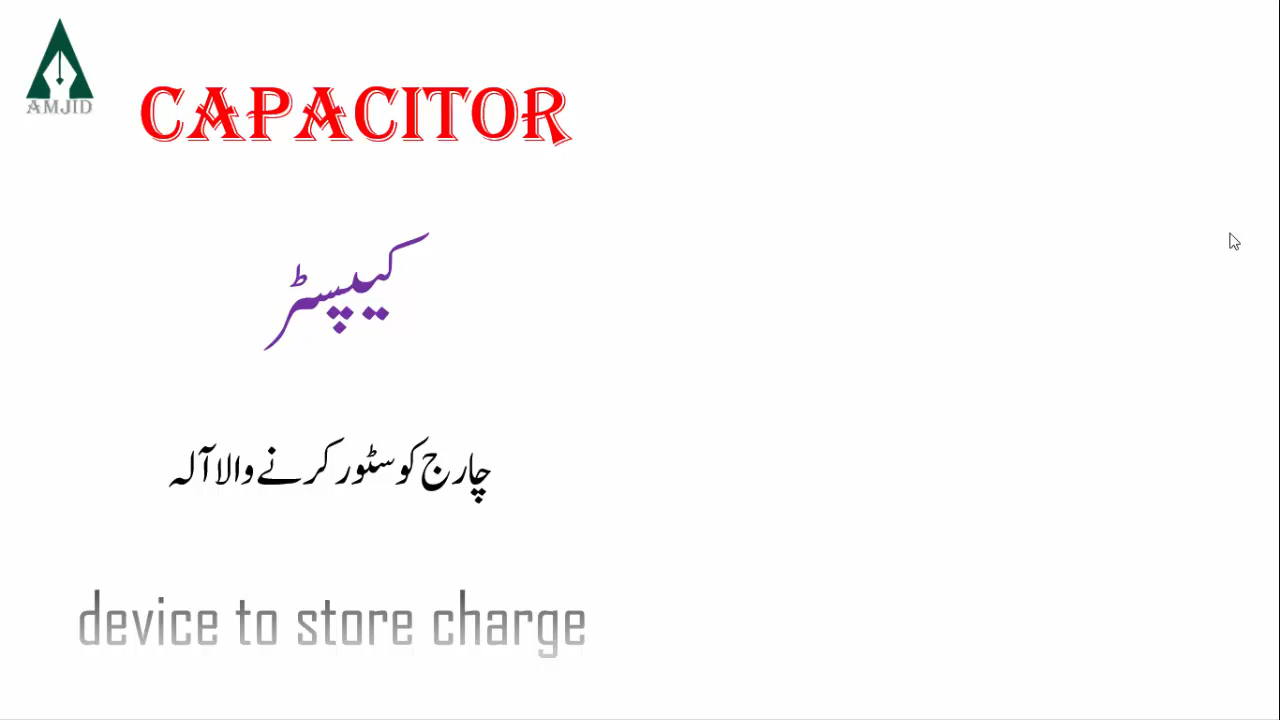 AMJID
CAPACITOR
کیپسٹر
چارج کو سٹور کرنے والا آلہ
device to store charge